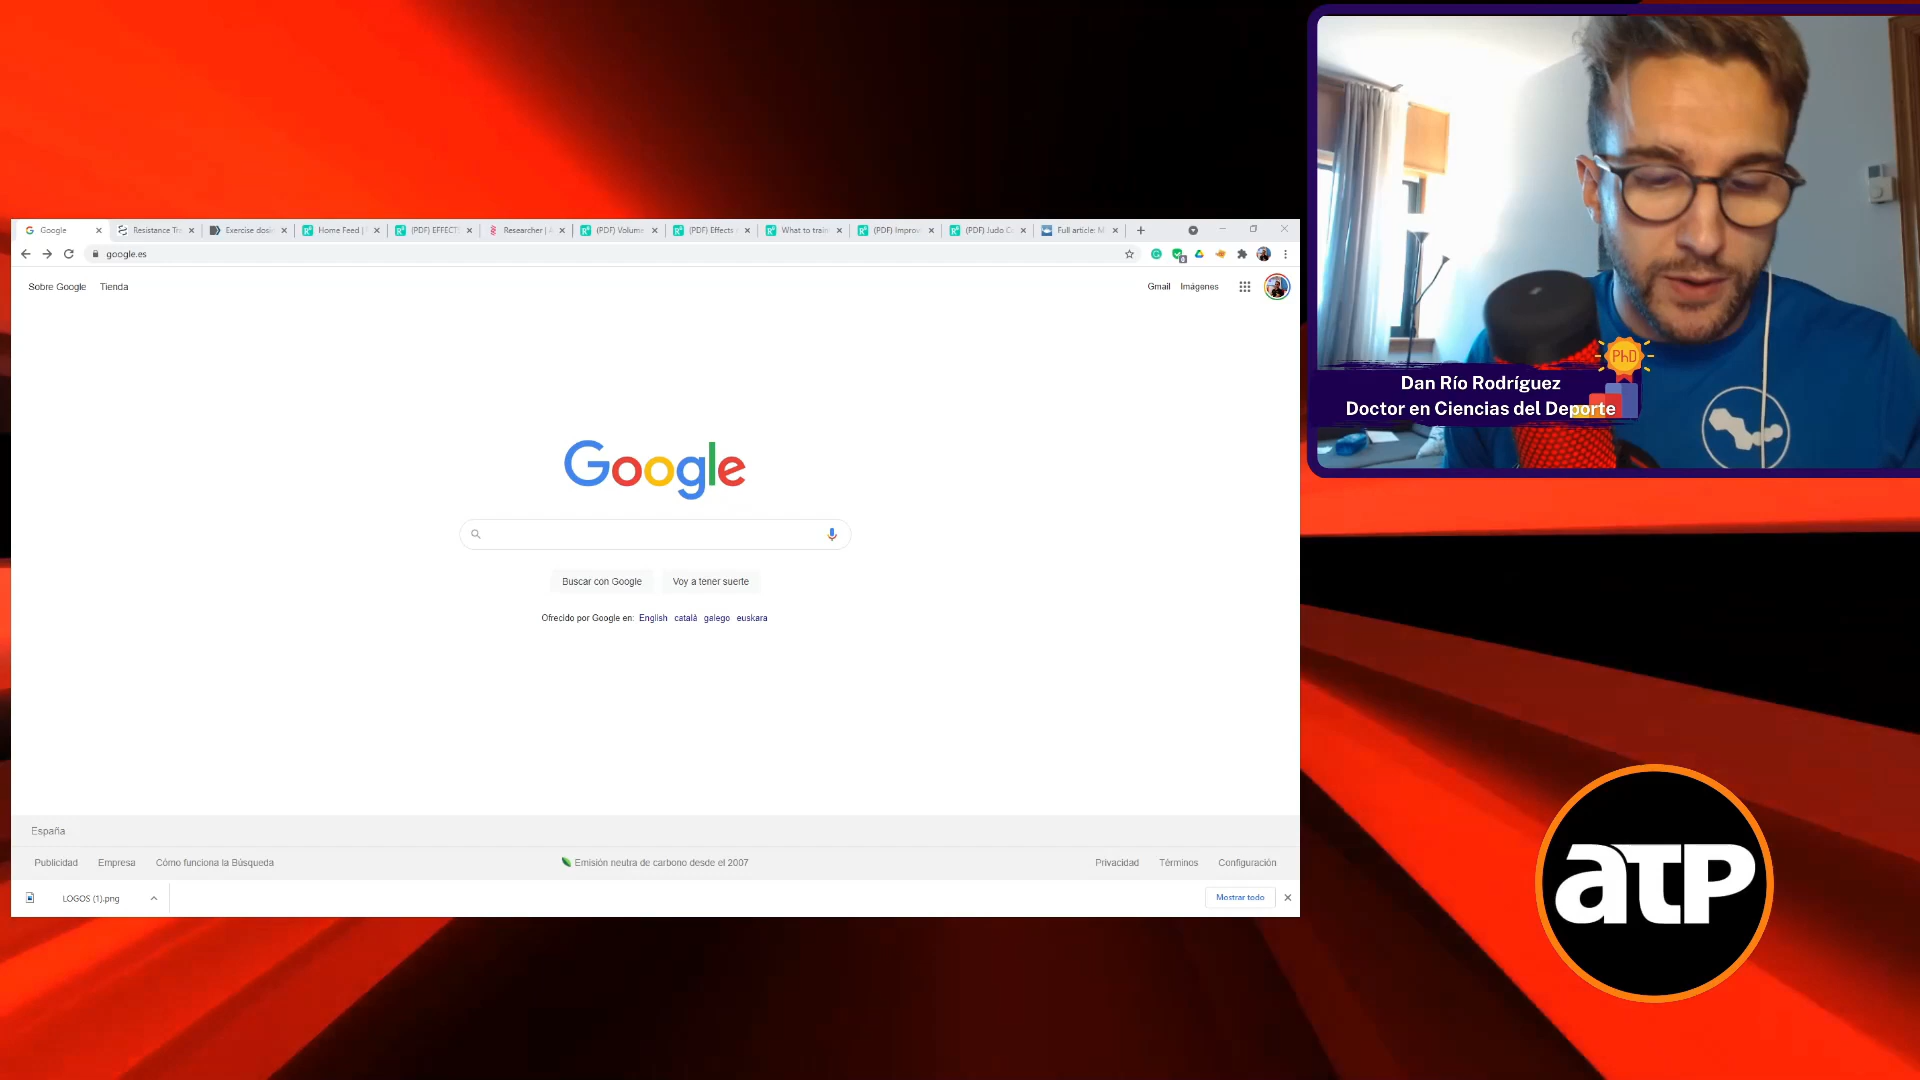 Google
Resistance Tr
Exercise dosi
Home Feed |
(PDF) EFFECT
Researcher | A
(PDF) Volume
(PDF) Effects
What to train
(PDF) Improv
(PDF) Judo C
Full article: M
google.es
Sobre Google Tienda
Gmail Imágenes
Google
Buscar con Google Voy a tener suerte
Ofrecido por Google en: English català galego euskara
España
Publicidad Empresa Cómo funciona la Búsqueda
Emisión neutra de carbono desde el 2007
Privacidad Términos Configuración
LOGOS (1).png
Mostrar todo
PhD
Dan Río Rodríguez
Doctor en Ciencias del Deporte
aTP